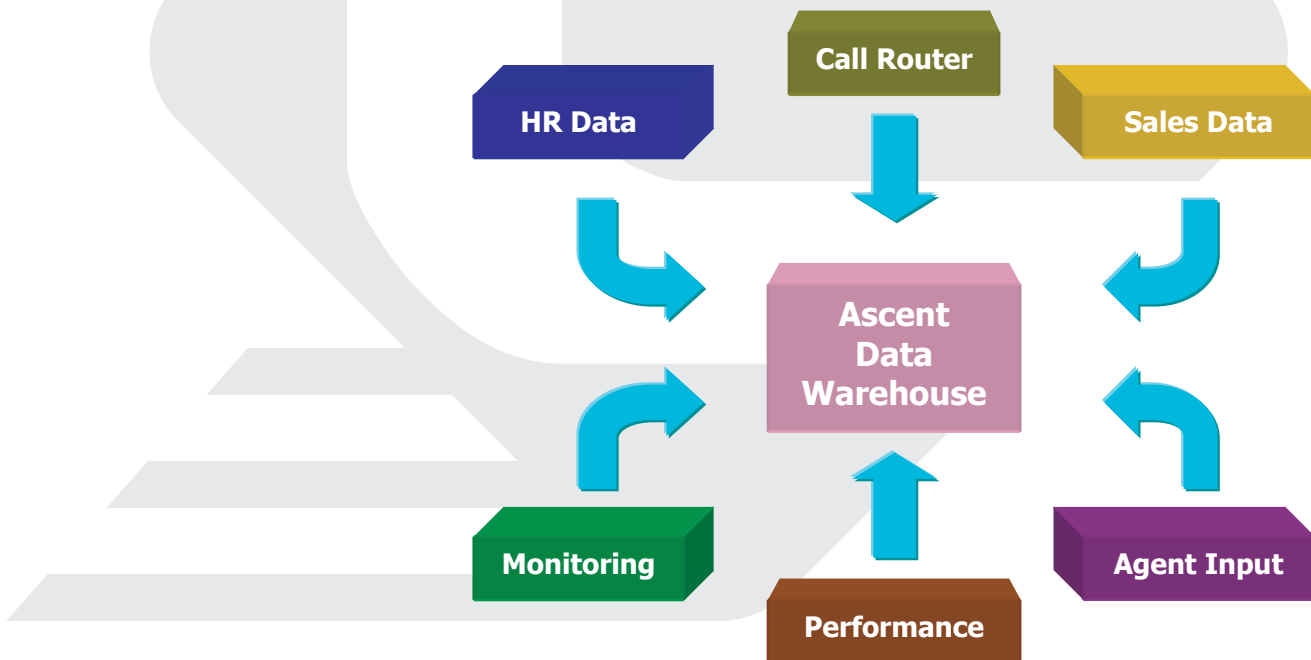 Call Router
HR Data
Sales Data
Ascent
Data
Warehouse
Monitoring
Agent Input
Performance